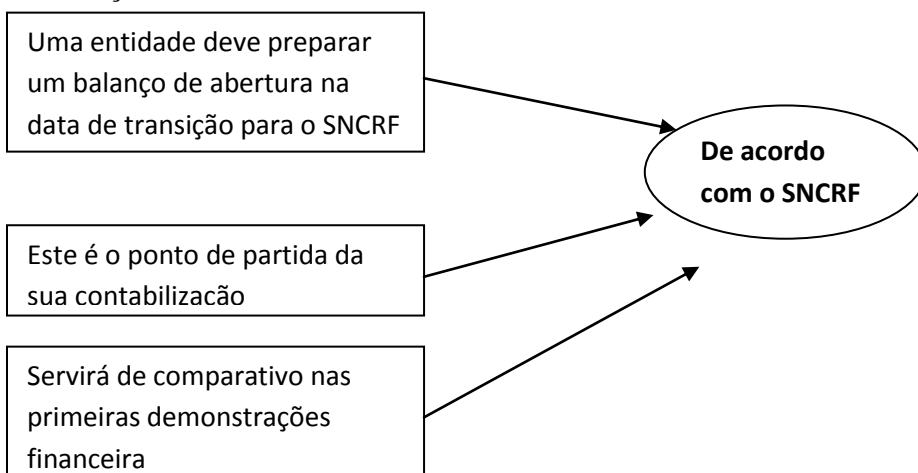 Uma entidade deve preparar
um balanço de abertura na
data de transição para o SNCRF
De acordo
com o SNCRF
Este é o ponto de partida da
sua contabilizacão
Servirá de comparativo nas
primeiras demonstrações
financeira